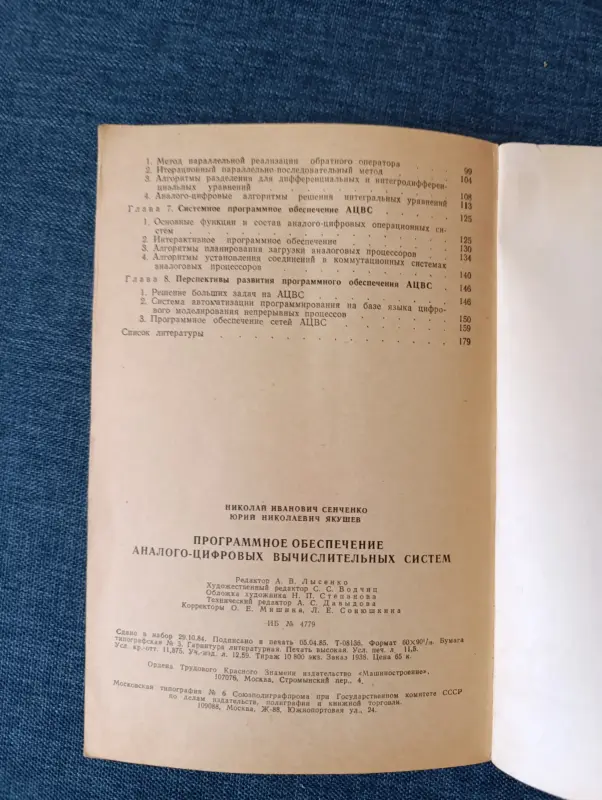 1. Метод параллельной реализации обратного оператора . . 99
2. Итерационный параллельно-последовательный метод . . . 104
3. Алгоритмы разделения для дифференциальных и интегродифферен-
циальных уравнений . . . . . . . . 108
4. Аналого-цифровые алгоритмы решения интегральных уравнений 113
Глава 7. Системное программное обеспечение АЦВС . . . . 125
1. Основные функции и состав аналого-цифровых операционных си-
стем . . . . . . . . . . 125
2. Интерактивное программное обеспечение . . . . . 130
3. Алгоритмы планирования загрузки аналоговых процессоров . . 134
4. Алгоритмы установления соединений в коммутационных системах
аналоговых процессоров . . . . . . . . 140
Глава 8. Перспективы развития программного обеспечения АЦВС . 146
1. Решение больших задач на АЦВС . . . . . . 146
2. Система автоматизации программирования на базе языка цифро-
вого моделирования непрерывных процессов . . . . . 150
3. Программное обеспечение сетей АЦВС . . . . . 159
Список литературы . . . . . . . . . 179
НИКОЛАЙ ИВАНОВИЧ СЕНЧЕНКО
ЮРИЙ НИКОЛАЕВИЧ ЯКУШЕВ
ПРОГРАММНОЕ ОБЕСПЕЧЕНИЕ
АНАЛОГО-ЦИФРОВЫХ ВЫЧИСЛИТЕЛЬНЫХ СИСТЕМ
Редактор А. В. Лысенко
Художественный редактор С. С. Водчиц
Обложка художника Н. П. Степанова
Технический редактор А. С. Давыдова
Корректоры О. Е. Мишина, Л. Е. Сонюшкина
ИБ № 4779
Сдано в набор 29.10.84. Подписано в печать 05.04.85. Т-08156. Формат 60×90¹/₁₆. Бумага
типографская № 3. Гарнитура литературная. Печать высокая. Усл. печ. л. 11,5.
Усл. кр.-отт. 11,875. Уч.-изд. л. 12,59. Тираж 10 800 экз. Заказ 1938. Цена 65 к.
Ордена Трудового Красного Знамени издательство «Машиностроение»,
107076, Москва, Стромынский пер., 4.
Московская типография № 6 Союзполиграфпрома при Государственном комитете СССР
по делам издательств, полиграфии и книжной торговли.
109088, Москва, Ж-88, Южнопортовая ул., 24.